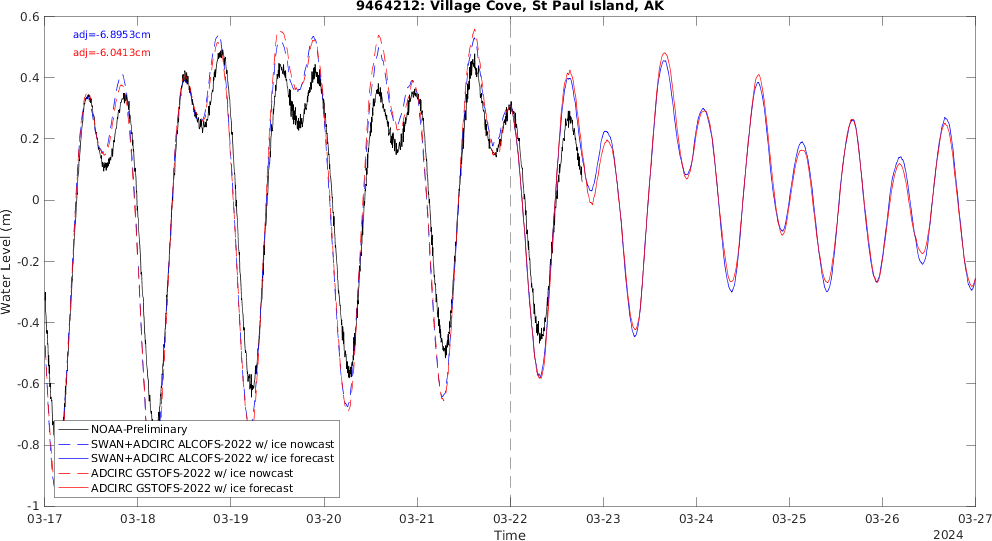 9464212: Village Cove, St Paul Island, AK
adj=-6.8953cm
adj=-6.0413cm
Water Level (m)
0.6
0.4
0.2
0
-0.2
-0.4
-0.6
-0.8
-1
NOAA-Preliminary
SWAN+ADCIRC ALCOFS-2022 w/ ice nowcast
SWAN+ADCIRC ALCOFS-2022 w/ ice forecast
ADCIRC GSTOFS-2022 w/ ice nowcast
ADCIRC GSTOFS-2022 w/ ice forecast
03-17 03-18 03-19 03-20 03-21 03-22 03-23 03-24 03-25 03-26 03-27
Time
2024